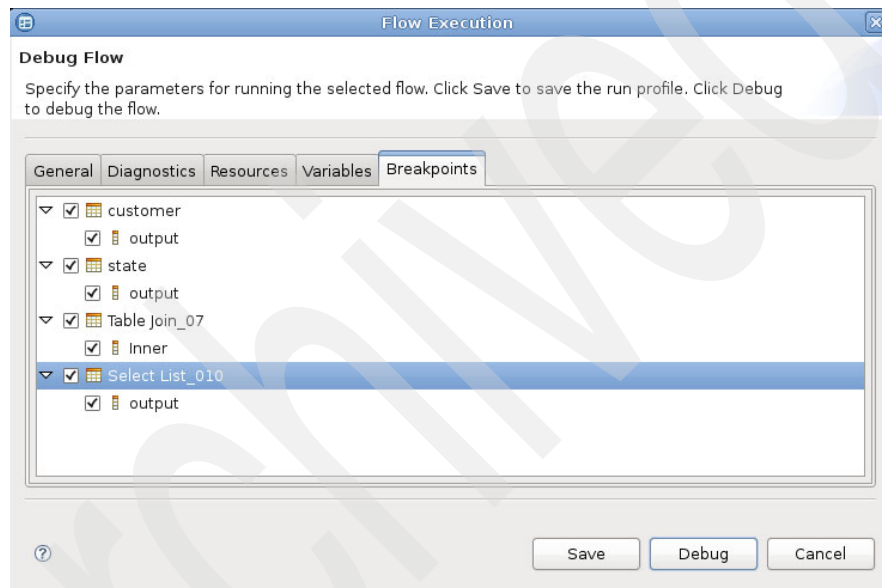 Flow Execution
Debug Flow
Specify the parameters for running the selected flow. Click Save to save the run profile. Click Debug
to debug the flow.
General Diagnostics Resources Variables Breakpoints
customer
output
state
output
Table Join_07
Inner
Select List_010
output
? Save Debug Cancel